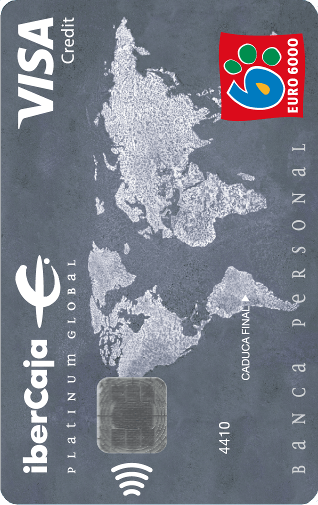 iberCaja
PLATINUM GLOBAL
VISA
Credit
4410
CADUCA FINAL ▶
BANCA PERSONAL
EURO 6000